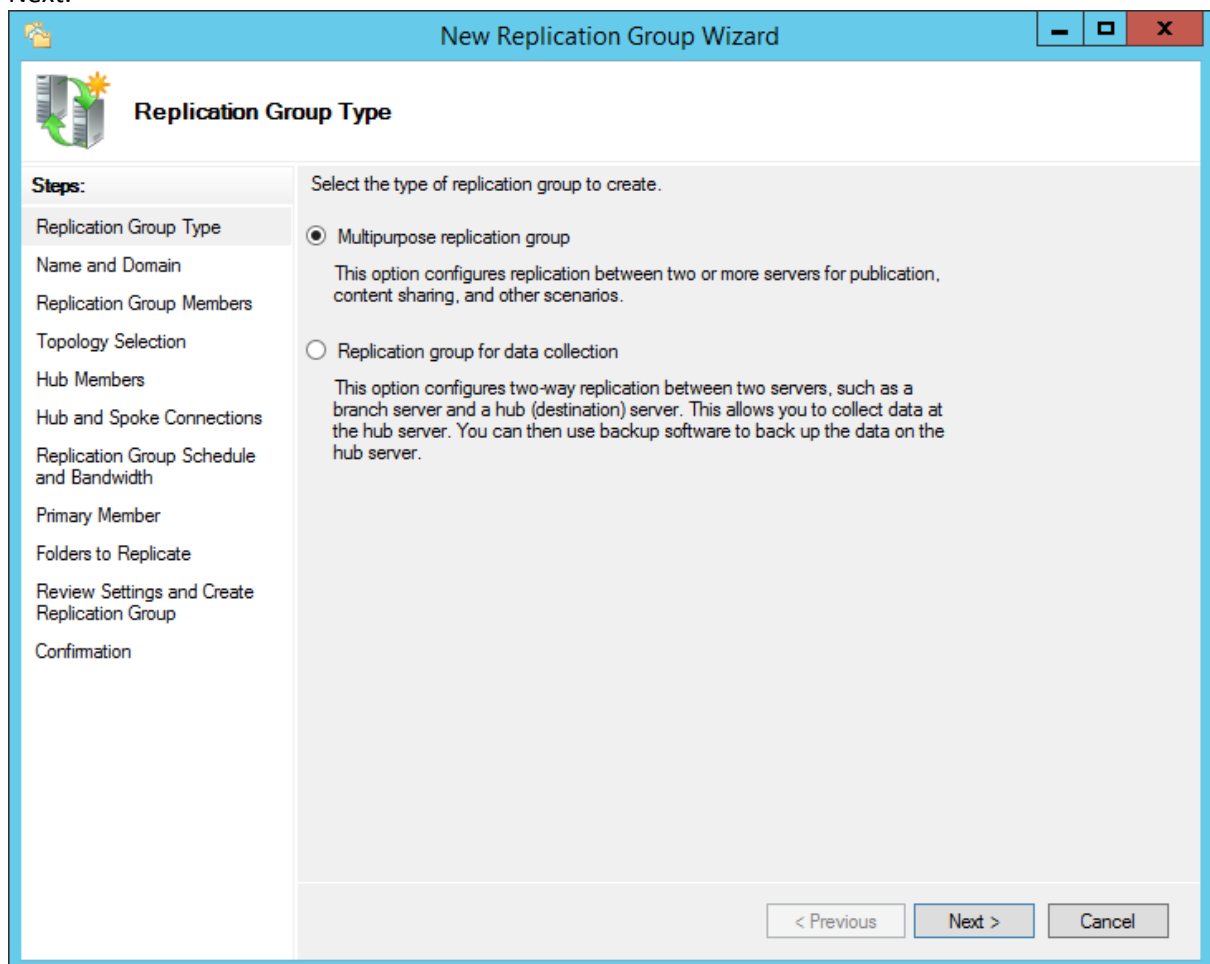 Next.
New Replication Group Wizard
Replication Group Type
Steps:
Replication Group Type
Name and Domain
Replication Group Members
Topology Selection
Hub Members
Hub and Spoke Connections
Replication Group Schedule
and Bandwidth
Primary Member
Folders to Replicate
Review Settings and Create
Replication Group
Confirmation
Select the type of replication group to create.
Multipurpose replication group
This option configures replication between two or more servers for publication,
content sharing, and other scenarios.
Replication group for data collection
This option configures two-way replication between two servers, such as a
branch server and a hub (destination) server. This allows you to collect data at
the hub server. You can then use backup software to back up the data on the
hub server.
< Previous
Next >
Cancel